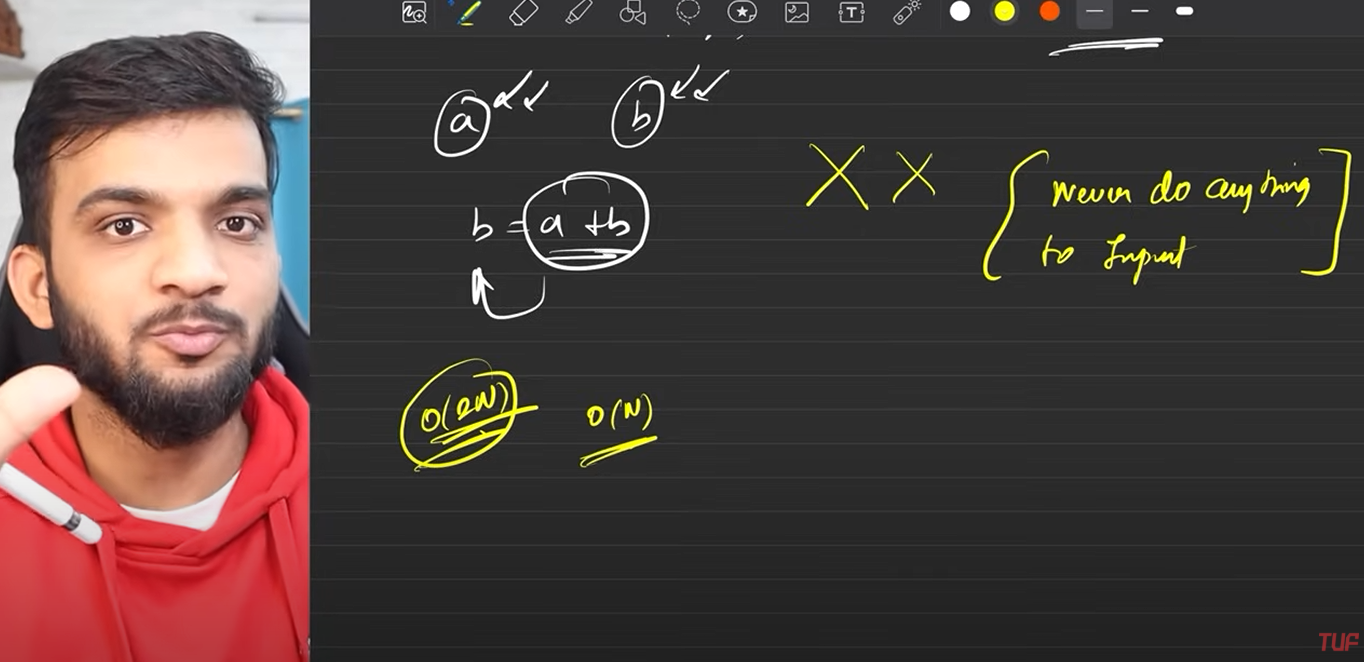 a
b
b = a + b
X X
Never do anything
to Input
O(2N)
O(N)
T
TUF